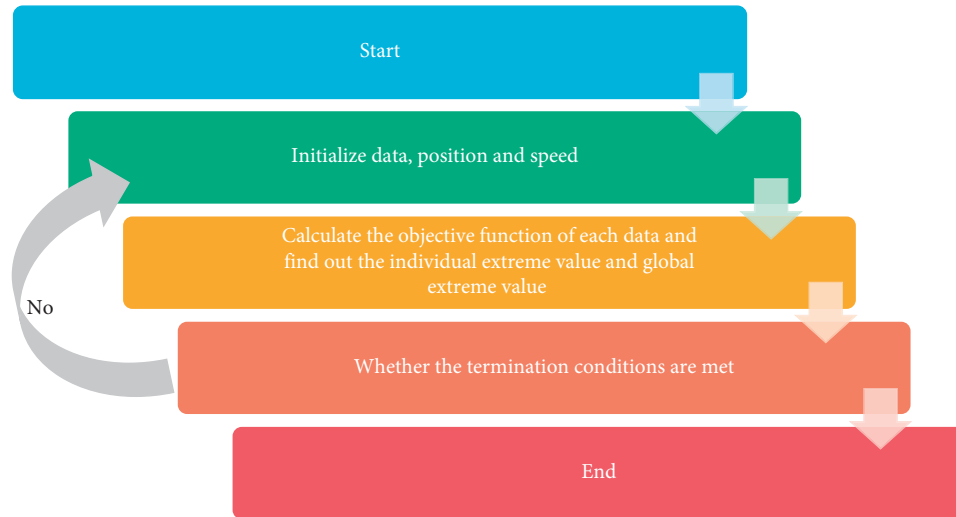 Start
Initialize data, position and speed
Calculate the objective function of each data and
find out the individual extreme value and global
extreme value
No
Whether the termination conditions are met
End